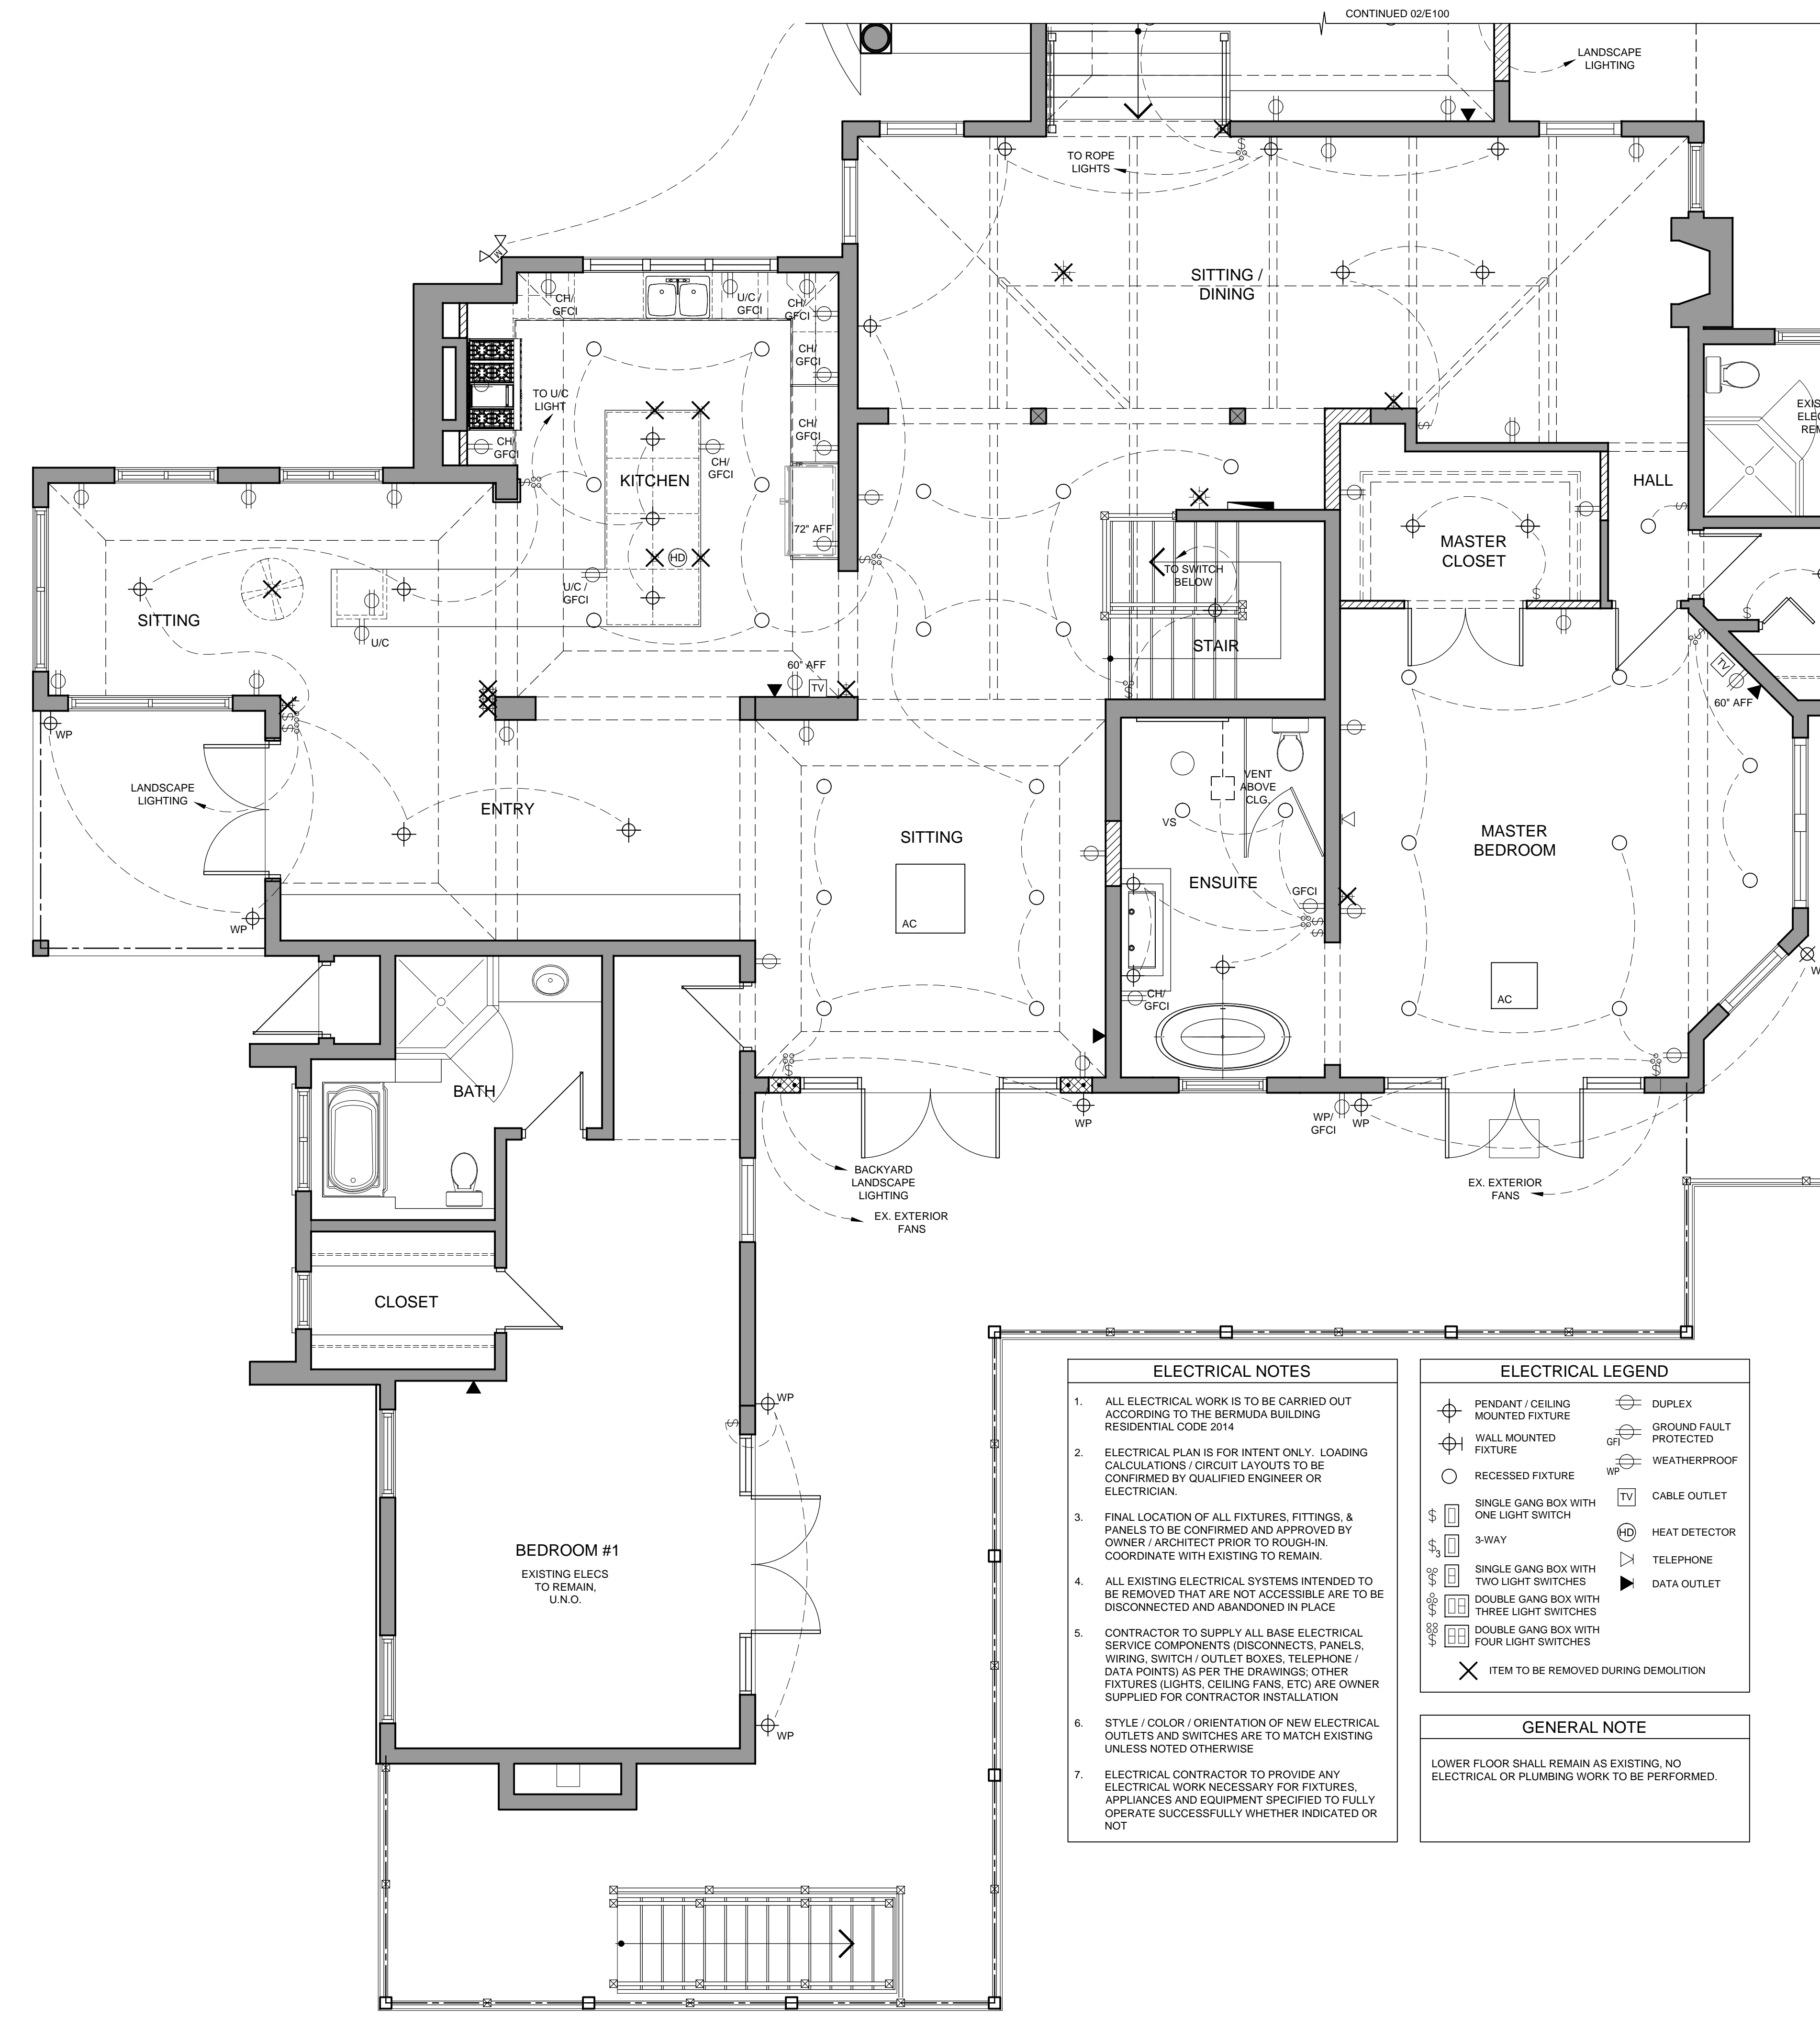 CONTINUED 02/E100
LANDSCAPE
LIGHTING
TO ROPE
LIGHTS
SITTING /
DINING
CH/
GFCI
U/C /
GFCI
CH/
GFCI
CH/
GFCI
CH/
GFCI
TO U/C
LIGHT
CH/
GFCI
CH/
GFCI
KITCHEN
72" AFF
HD
U/C /
GFCI
U/C
SITTING
60" AFF
TV
HALL
MASTER
CLOSET
TO SWITCH
BELOW
STAIR
TV
60" AFF
WP
LANDSCAPE
LIGHTING
WP
ENTRY
SITTING
AC
VENT
ABOVE
CLG.
VS
ENSUITE
GFCI
CH/
GFCI
MASTER
BEDROOM
AC
BATH
WP
WP/
GFCI
WP
BACKYARD
LANDSCAPE
LIGHTING
EX. EXTERIOR
FANS
EX. EXTERIOR
FANS
CLOSET
WP
BEDROOM #1
EXISTING ELECS
TO REMAIN,
U.N.O.
WP
ELECTRICAL NOTES
1. ALL ELECTRICAL WORK IS TO BE CARRIED OUT
ACCORDING TO THE BERMUDA BUILDING
RESIDENTIAL CODE 2014
2. ELECTRICAL PLAN IS FOR INTENT ONLY. LOADING
CALCULATIONS / CIRCUIT LAYOUTS TO BE
CONFIRMED BY QUALIFIED ENGINEER OR
ELECTRICIAN.
3. FINAL LOCATION OF ALL FIXTURES, FITTINGS, &
PANELS TO BE CONFIRMED AND APPROVED BY
OWNER / ARCHITECT PRIOR TO ROUGH-IN.
COORDINATE WITH EXISTING TO REMAIN.
4. ALL EXISTING ELECTRICAL SYSTEMS INTENDED TO
BE REMOVED THAT ARE NOT ACCESSIBLE ARE TO BE
DISCONNECTED AND ABANDONED IN PLACE
5. CONTRACTOR TO SUPPLY ALL BASE ELECTRICAL
SERVICE COMPONENTS (DISCONNECTS, PANELS,
WIRING, SWITCH / OUTLET BOXES, TELEPHONE /
DATA POINTS) AS PER THE DRAWINGS; OTHER
FIXTURES (LIGHTS, CEILING FANS, ETC) ARE OWNER
SUPPLIED FOR CONTRACTOR INSTALLATION
6. STYLE / COLOR / ORIENTATION OF NEW ELECTRICAL
OUTLETS AND SWITCHES ARE TO MATCH EXISTING
UNLESS NOTED OTHERWISE
7. ELECTRICAL CONTRACTOR TO PROVIDE ANY
ELECTRICAL WORK NECESSARY FOR FIXTURES,
APPLIANCES AND EQUIPMENT SPECIFIED TO FULLY
OPERATE SUCCESSFULLY WHETHER INDICATED OR
NOT
ELECTRICAL LEGEND
PENDANT / CEILING
MOUNTED FIXTURE
WALL MOUNTED
FIXTURE
RECESSED FIXTURE
$ SINGLE GANG BOX WITH
ONE LIGHT SWITCH
$3 3-WAY
$ SINGLE GANG BOX WITH
TWO LIGHT SWITCHES
$ DOUBLE GANG BOX WITH
THREE LIGHT SWITCHES
$ DOUBLE GANG BOX WITH
FOUR LIGHT SWITCHES
DUPLEX
GFI GROUND FAULT
PROTECTED
WP WEATHERPROOF
TV CABLE OUTLET
HD HEAT DETECTOR
TELEPHONE
DATA OUTLET
ITEM TO BE REMOVED DURING DEMOLITION
GENERAL NOTE
LOWER FLOOR SHALL REMAIN AS EXISTING, NO
ELECTRICAL OR PLUMBING WORK TO BE PERFORMED.